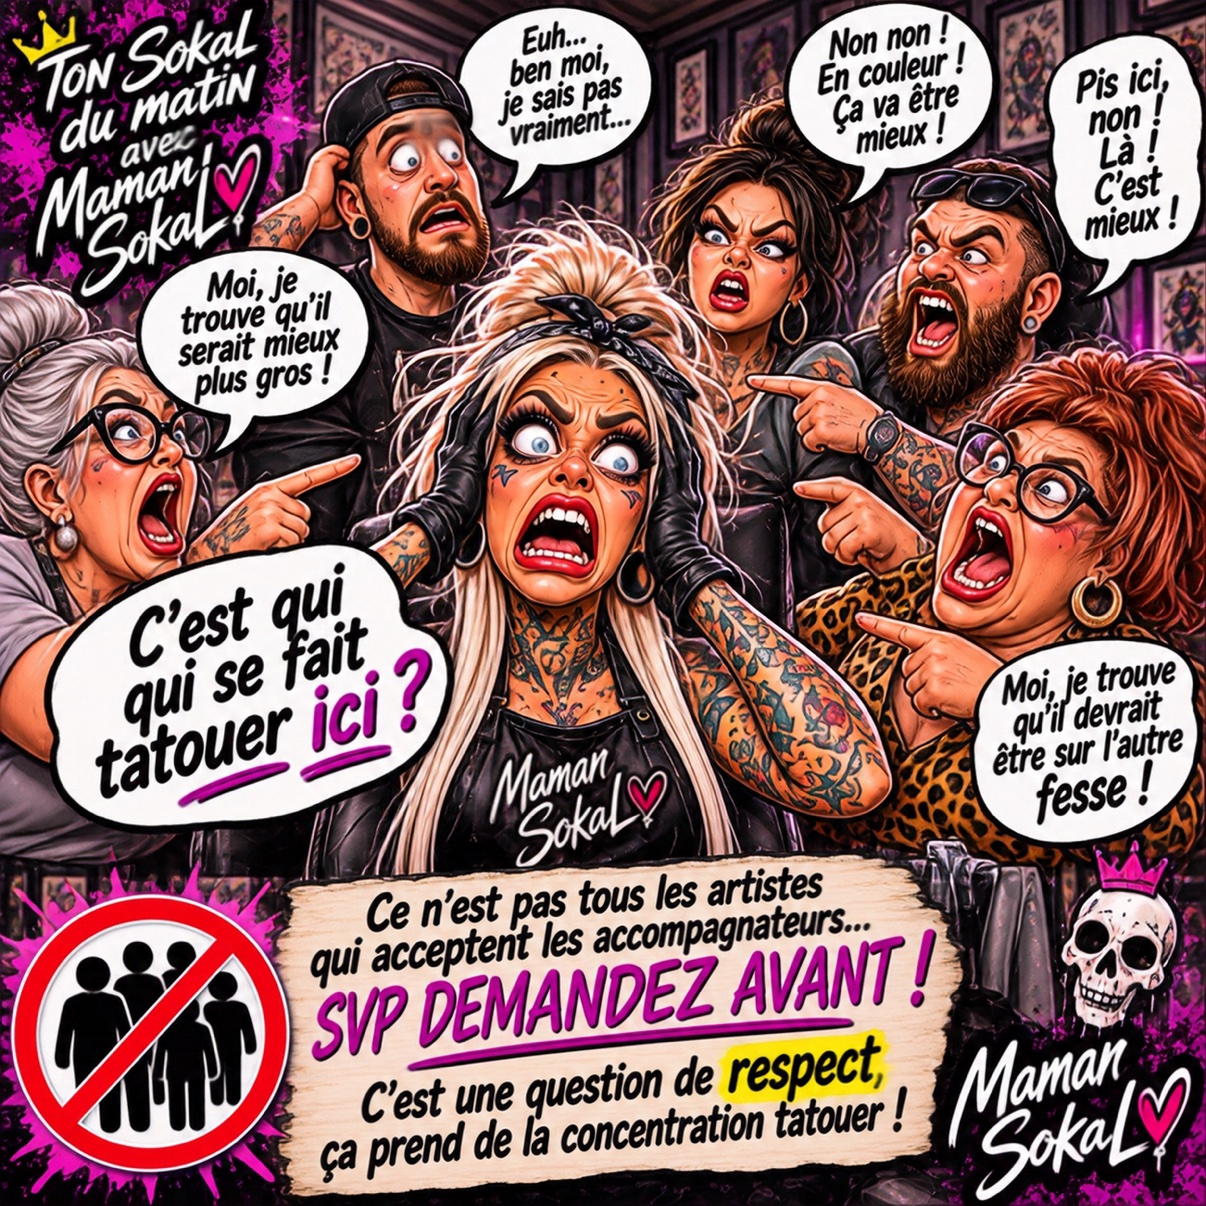 Ton Sokal
du matin
avec
Maman
Sokal
Euh...
ben moi,
je sais pas
vraiment...
Non non !
En couleur !
Ça va être
mieux !
Pis ici,
non !
Là !
C'est
mieux !
Moi, je
trouve qu'il
serait mieux
plus gros !
C'est qui
qui se fait
tatouer ici ?
Moi, je trouve
qu'il devrait
être sur l'autre
fesse !
Maman
Sokal
Ce n'est pas tous les artistes
qui acceptent les accompagnateurs...
SVP DEMANDEZ AVANT !
C'est une question de respect,
ça prend de la concentration tatouer !
Maman
Sokal